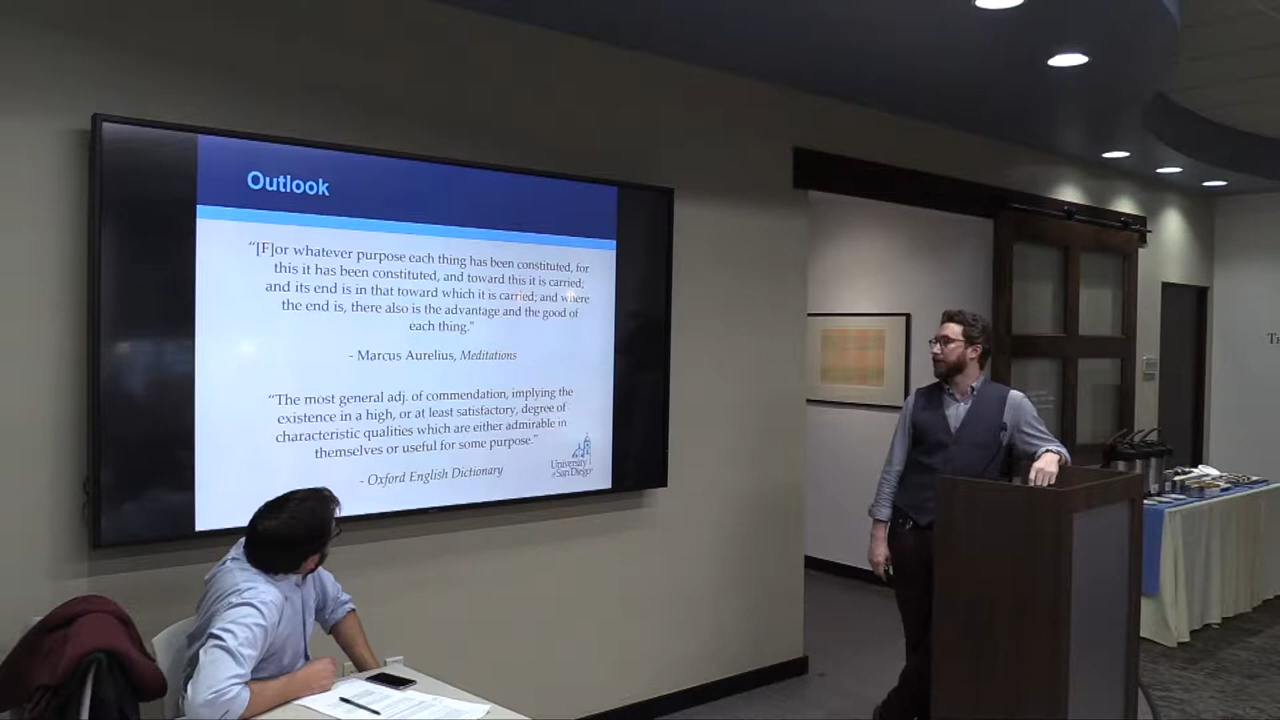 Outlook
“[F]or whatever purpose each thing has been constituted, for
this it has been constituted, and toward this it is carried;
and its end is in that toward which it is carried; and where
the end is, there also is the advantage and the good of
each thing.”
- Marcus Aurelius, Meditations
“The most general adj. of commendation, implying the
existence in a high, or at least satisfactory, degree of
characteristic qualities which are either admirable in
themselves or useful for some purpose.”
- Oxford English Dictionary
University
of San Diego